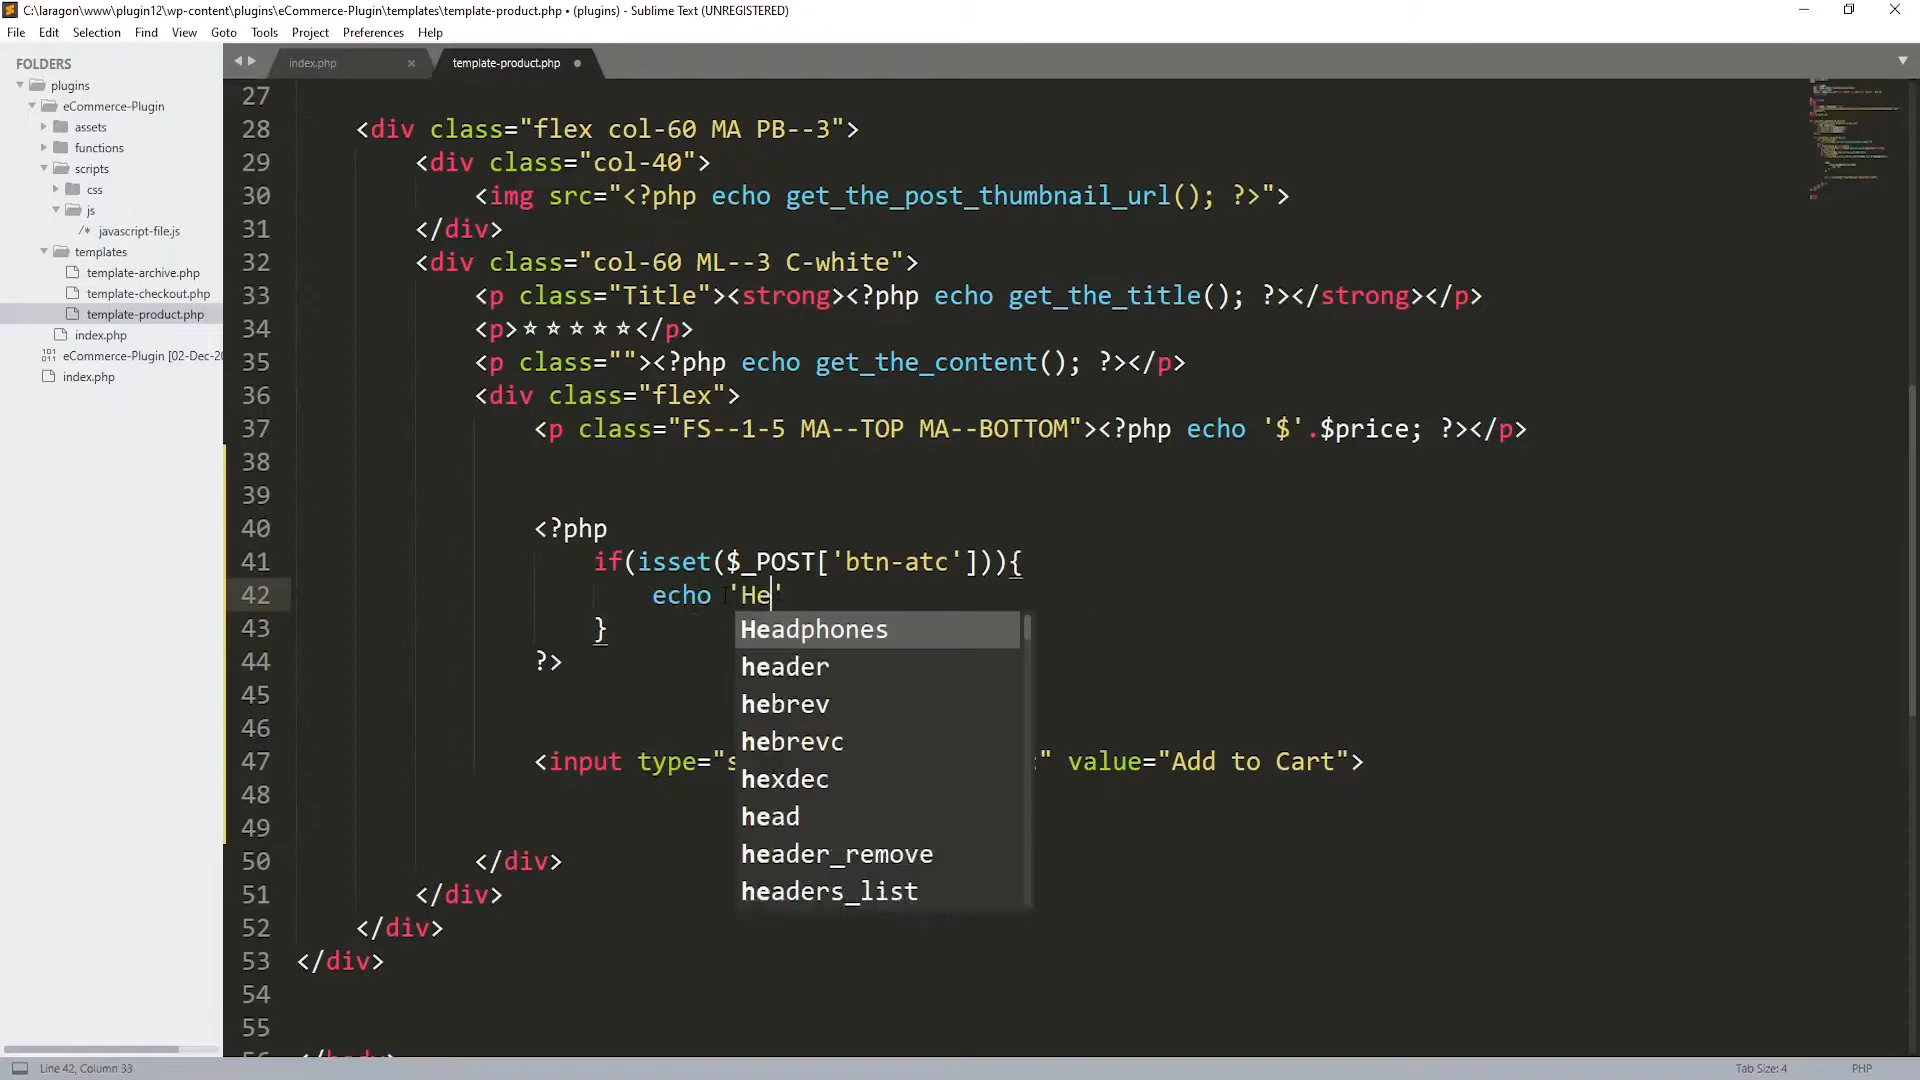 C:\laragon\www\plugin12\wp-content\plugins\eCommerce-Plugin\templates\template-product.php • (plugins) - Sublime Text (UNREGISTERED)
File Edit Selection Find View Goto Tools Project Preferences Help
FOLDERS
plugins
eCommerce-Plugin
assets
functions
scripts
css
js
/* javascript-file.js
templates
template-archive.php
template-checkout.php
template-product.php
index.php
eCommerce-Plugin [02-Dec-20
index.php
index.php × template-product.php •
27
28 <div class="flex col-60 MA PB--3">
29 <div class="col-40">
30 <img src="<?php echo get_the_post_thumbnail_url(); ?>">
31 </div>
32 <div class="col-60 ML--3 C-white">
33 <p class="Title"><strong><?php echo get_the_title(); ?></strong></p>
34 <p>☆☆☆☆☆</p>
35 <p class=""><?php echo get_the_content(); ?></p>
36 <div class="flex">
37 <p class="FS--1-5 MA--TOP MA--BOTTOM"><?php echo '$'.$price; ?></p>
38
39
40 <?php
41 if(isset($_POST['btn-atc'])){
42 echo 'He'
43 }
44 ?>
45
46
47 <input type="s " value="Add to Cart">
48
49
50 </div>
51 </div>
52 </div>
53 </div>
54
55
Headphones
header
hebrev
hebrevc
hexdec
head
header_remove
headers_list
Line 42, Column 33
Tab Size: 4
PHP